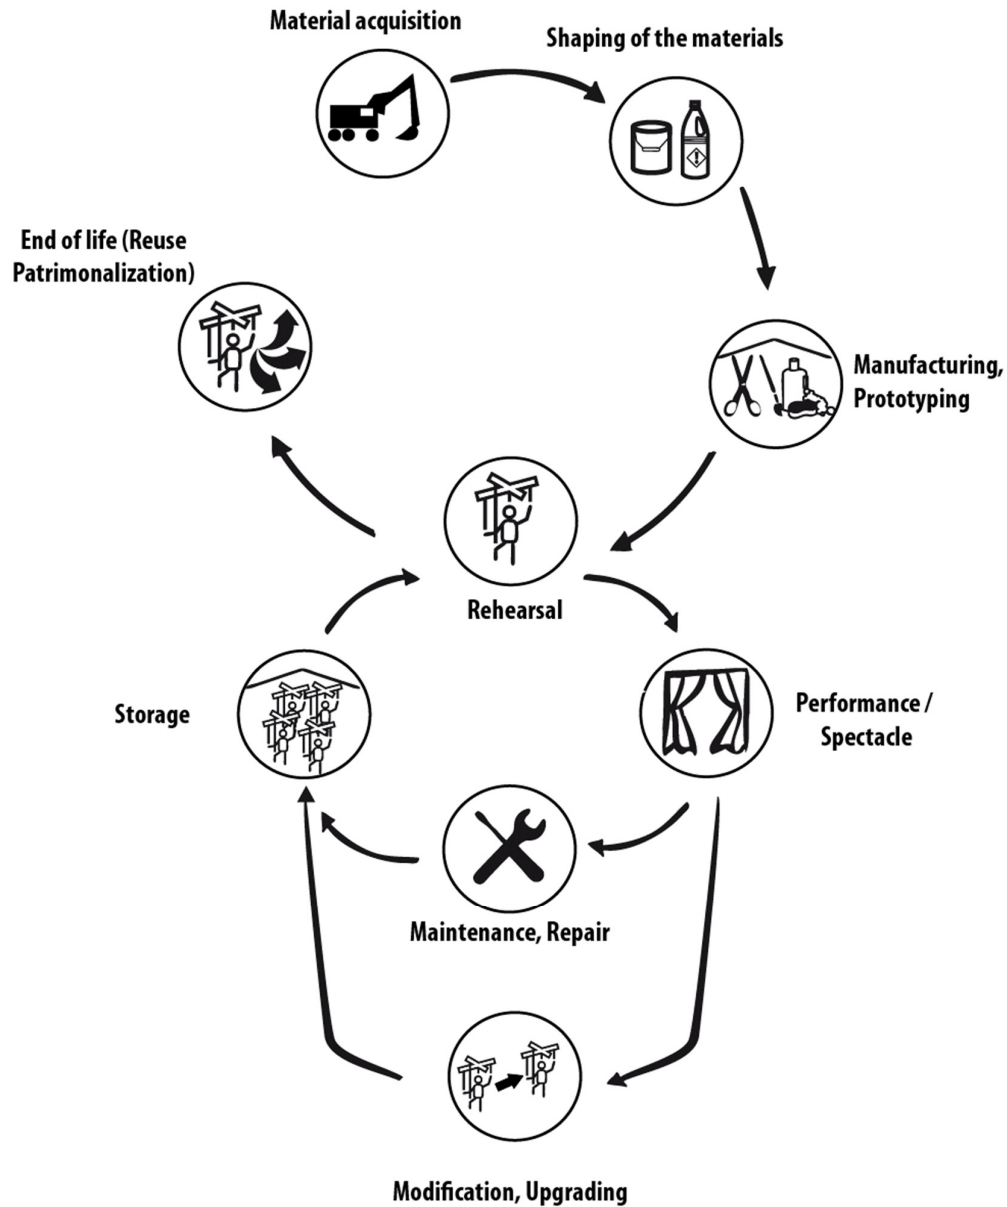 Material acquisition
Shaping of the materials
End of life (Reuse
Patrimonalization)
Manufacturing,
Prototyping
Rehearsal
Storage
Performance /
Spectacle
Maintenance, Repair
Modification, Upgrading